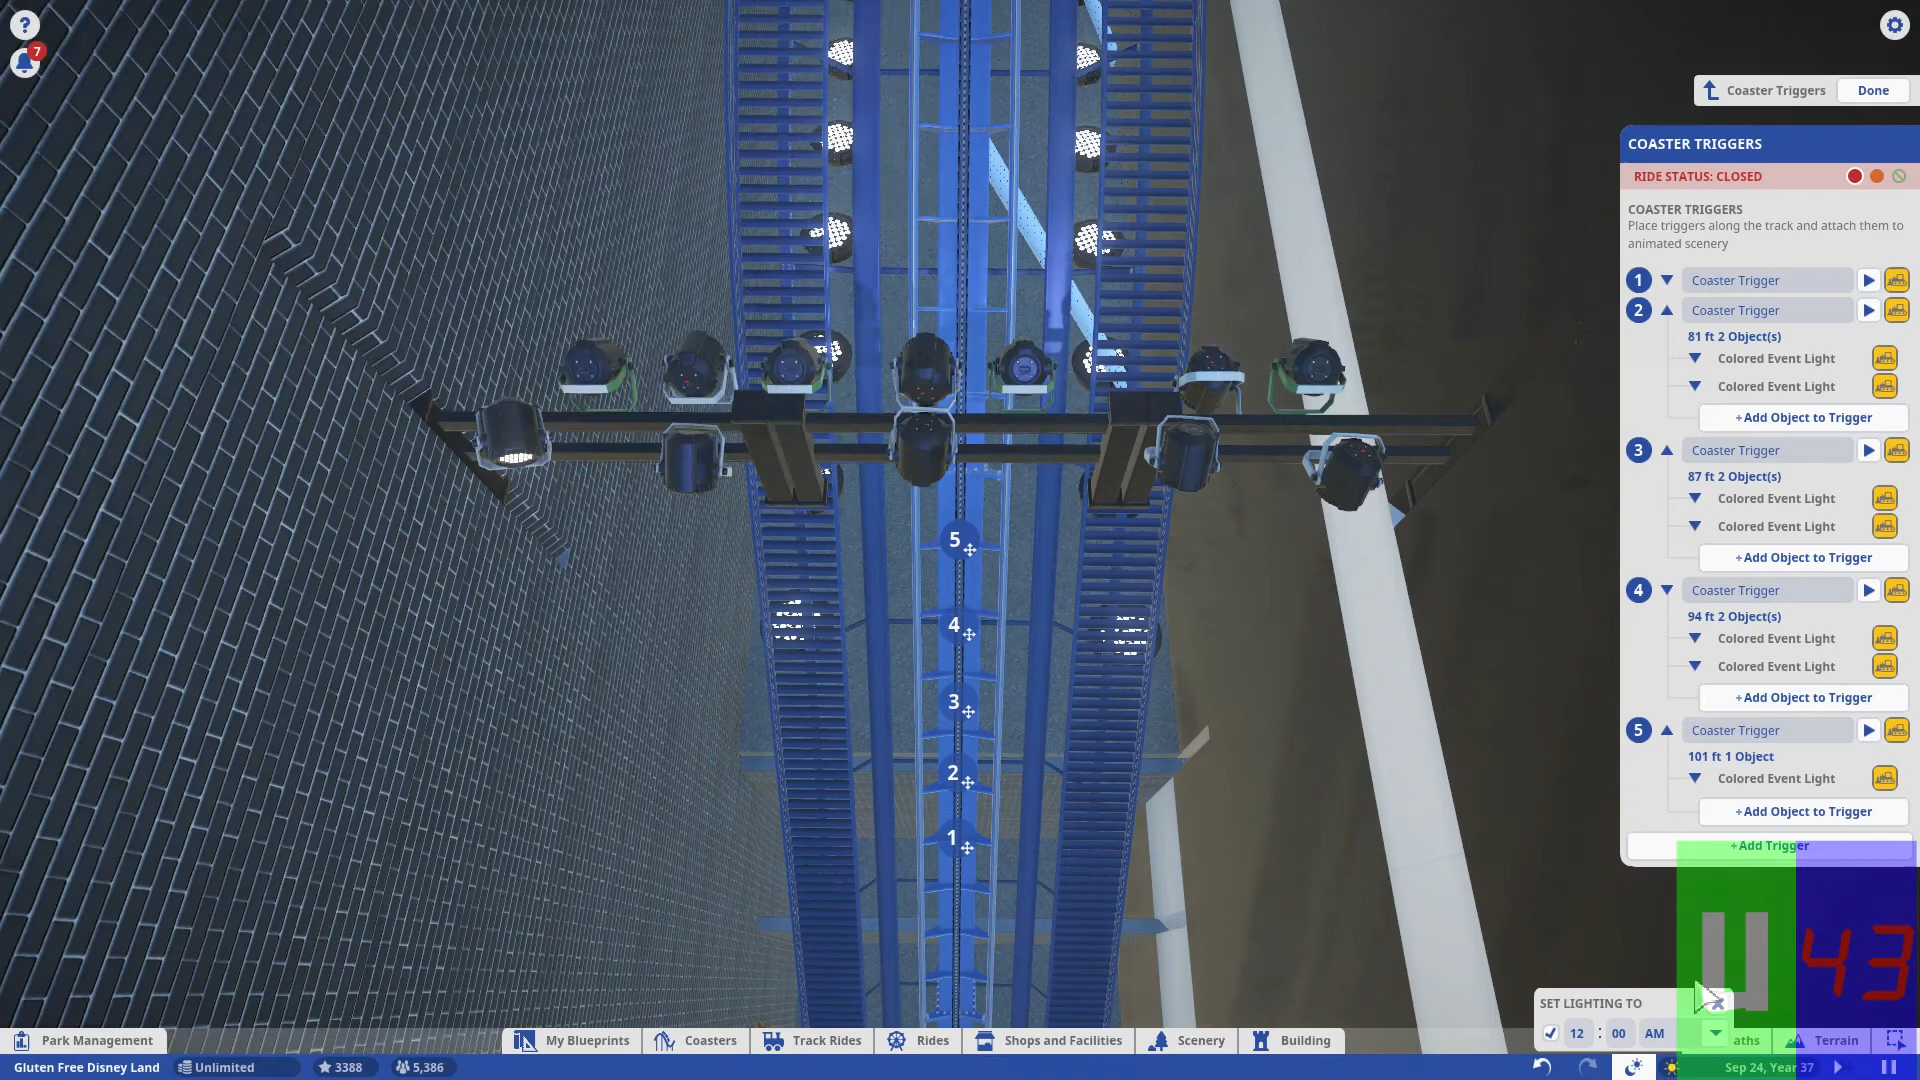 ?
7
Coaster Triggers Done
COASTER TRIGGERS
RIDE STATUS: CLOSED
COASTER TRIGGERS
Place triggers along the track and attach them to
animated scenery
1 Coaster Trigger
2 Coaster Trigger
81 ft 2 Object(s)
Colored Event Light
Colored Event Light
+Add Object to Trigger
3 Coaster Trigger
87 ft 2 Object(s)
Colored Event Light
Colored Event Light
+Add Object to Trigger
4 Coaster Trigger
94 ft 2 Object(s)
Colored Event Light
Colored Event Light
+Add Object to Trigger
5 Coaster Trigger
101 ft 1 Object
Colored Event Light
+Add Object to Trigger
+Add Trigger
5
4
3
2
1
43
SET LIGHTING TO
12 : 00 AM
Park Management My Blueprints Coasters Track Rides Rides Shops and Facilities Scenery Building aths Terrain
Gluten Free Disney Land Unlimited 3388 5,386 Sep 24, Year 37